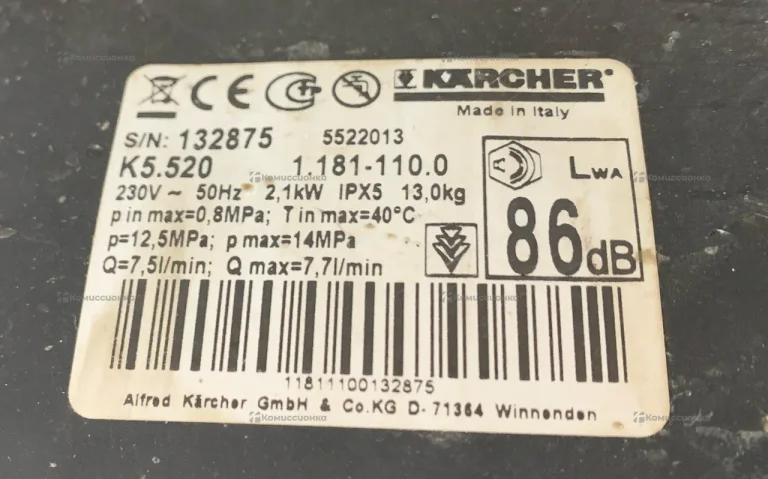 KÄRCHER
Made in Italy
S/N: 132875 5522013
K5.520 1.181-110.0
230V ~ 50Hz 2,1kW IPX5 13,0kg
p in max=0,8MPa; T in max=40°C
p=12,5MPa; p max=14MPa
Q=7,5l/min; Q max=7,7l/min
LWA
86dB
11811100132875
Alfred Kärcher GmbH & Co.KG D- 71364 Winnenden
Комиссионка